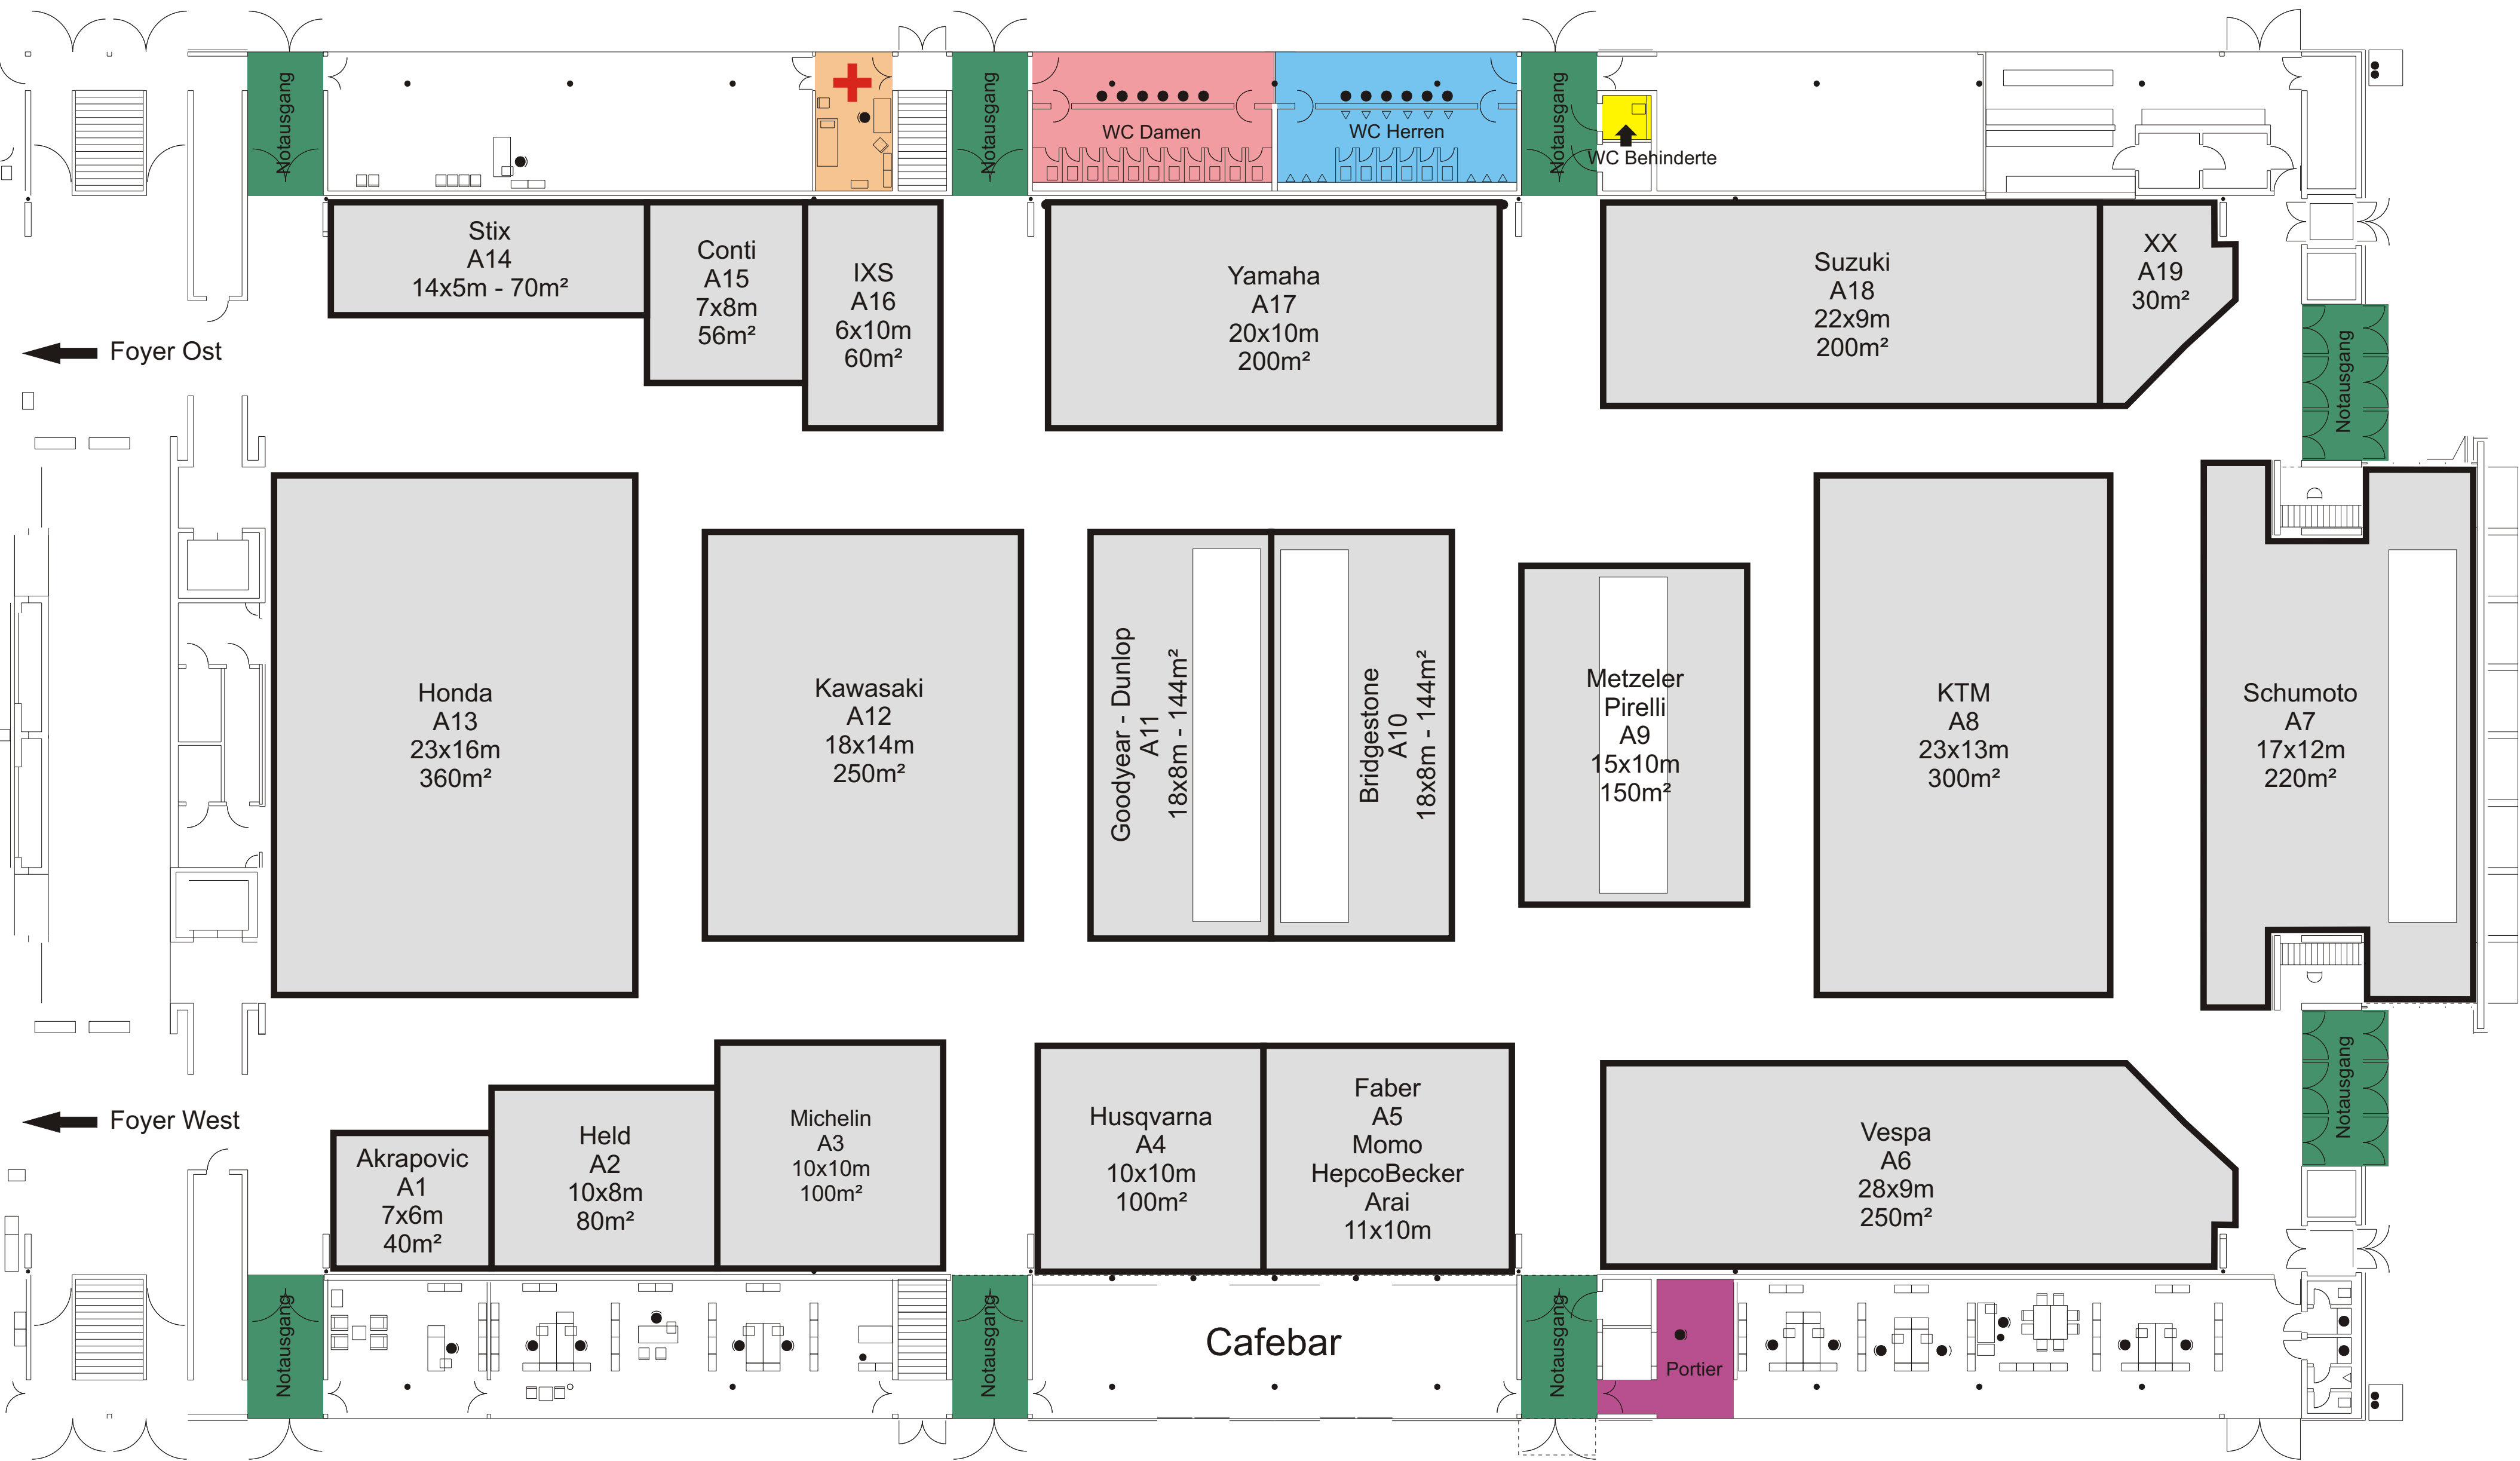 Notausgang
Notausgang
WC Damen
WC Herren
Notausgang
WC Behinderte
Stix
A14
14x5m - 70m²
Conti
A15
7x8m
56m²
IXS
A16
6x10m
60m²
Yamaha
A17
20x10m
200m²
Suzuki
A18
22x9m
200m²
XX
A19
30m²
Notausgang
Foyer Ost
Honda
A13
23x16m
360m²
Kawasaki
A12
18x14m
250m²
Goodyear - Dunlop
A11
18x8m - 144m²
Bridgestone
A10
18x8m - 144m²
Metzeler
Pirelli
A9
15x10m
150m²
KTM
A8
23x13m
300m²
Schumoto
A7
17x12m
220m²
Foyer West
Akrapovic
A1
7x6m
40m²
Held
A2
10x8m
80m²
Michelin
A3
10x10m
100m²
Husqvarna
A4
10x10m
100m²
Faber
A5
Momo
HepcoBecker
Arai
11x10m
Vespa
A6
28x9m
250m²
Notausgang
Notausgang
Notausgang
Cafebar
Notausgang
Portier